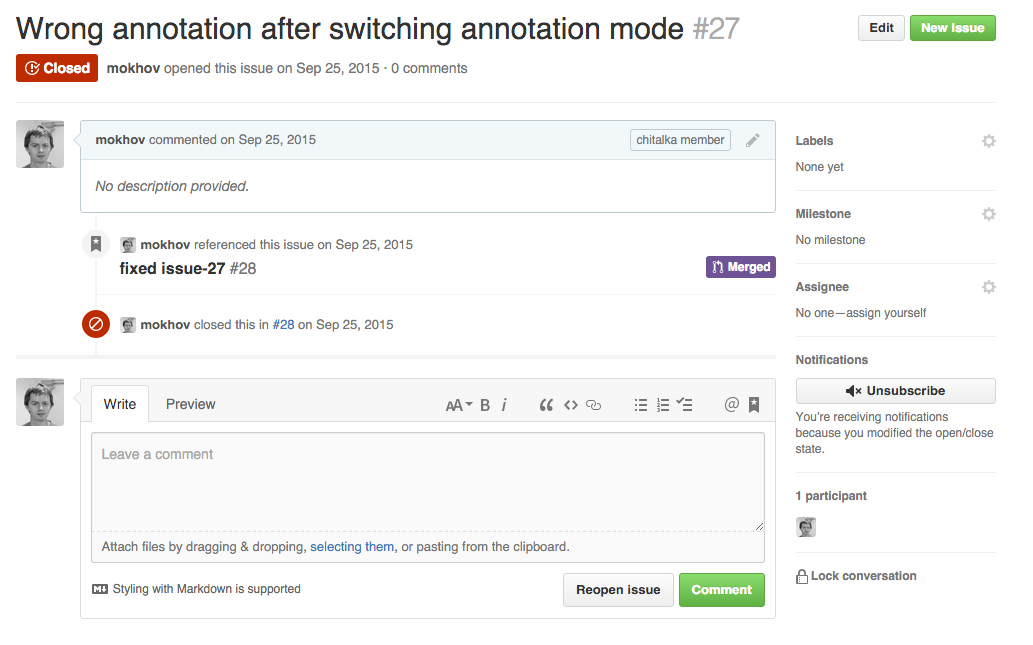 Wrong annotation after switching annotation mode #27
Edit
New issue
Closed
mokhov opened this issue on Sep 25, 2015 · 0 comments
mokhov commented on Sep 25, 2015
chitalka member
No description provided.
mokhov referenced this issue on Sep 25, 2015
fixed issue-27 #28
Merged
mokhov closed this in #28 on Sep 25, 2015
Write
Preview
AA B i
@
Leave a comment
Attach files by dragging & dropping, selecting them, or pasting from the clipboard.
Styling with Markdown is supported
Reopen issue
Comment
Labels
None yet
Milestone
No milestone
Assignee
No one—assign yourself
Notifications
Unsubscribe
You're receiving notifications
because you modified the open/close
state.
1 participant
Lock conversation